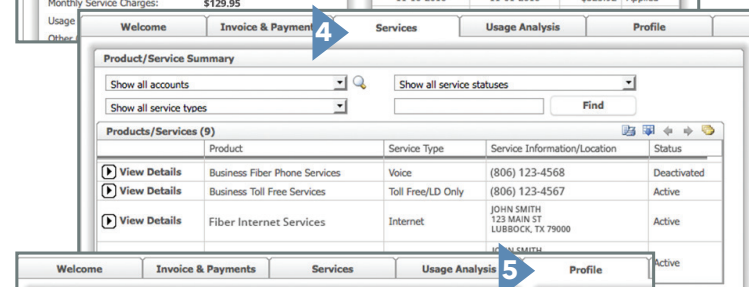 Monthly Service Charges: $129.95
Usage
Other
Welcome Invoice & Payment 4 Services Usage Analysis Profile
Product/Service Summary
Show all accounts Show all service statuses
Show all service types Find
Products/Services (9)
Product Service Type Service Information/Location Status
View Details Business Fiber Phone Services Voice (806) 123-4568 Deactivated
View Details Business Toll Free Services Toll Free/LD Only (806) 123-4567 Active
JOHN SMITH
View Details Fiber Internet Services Internet 123 MAIN ST Active
LUBBOCK, TX 79000
JOHN SMITH
Active
Welcome Invoice & Payments Services Usage Analysis 5 Profile